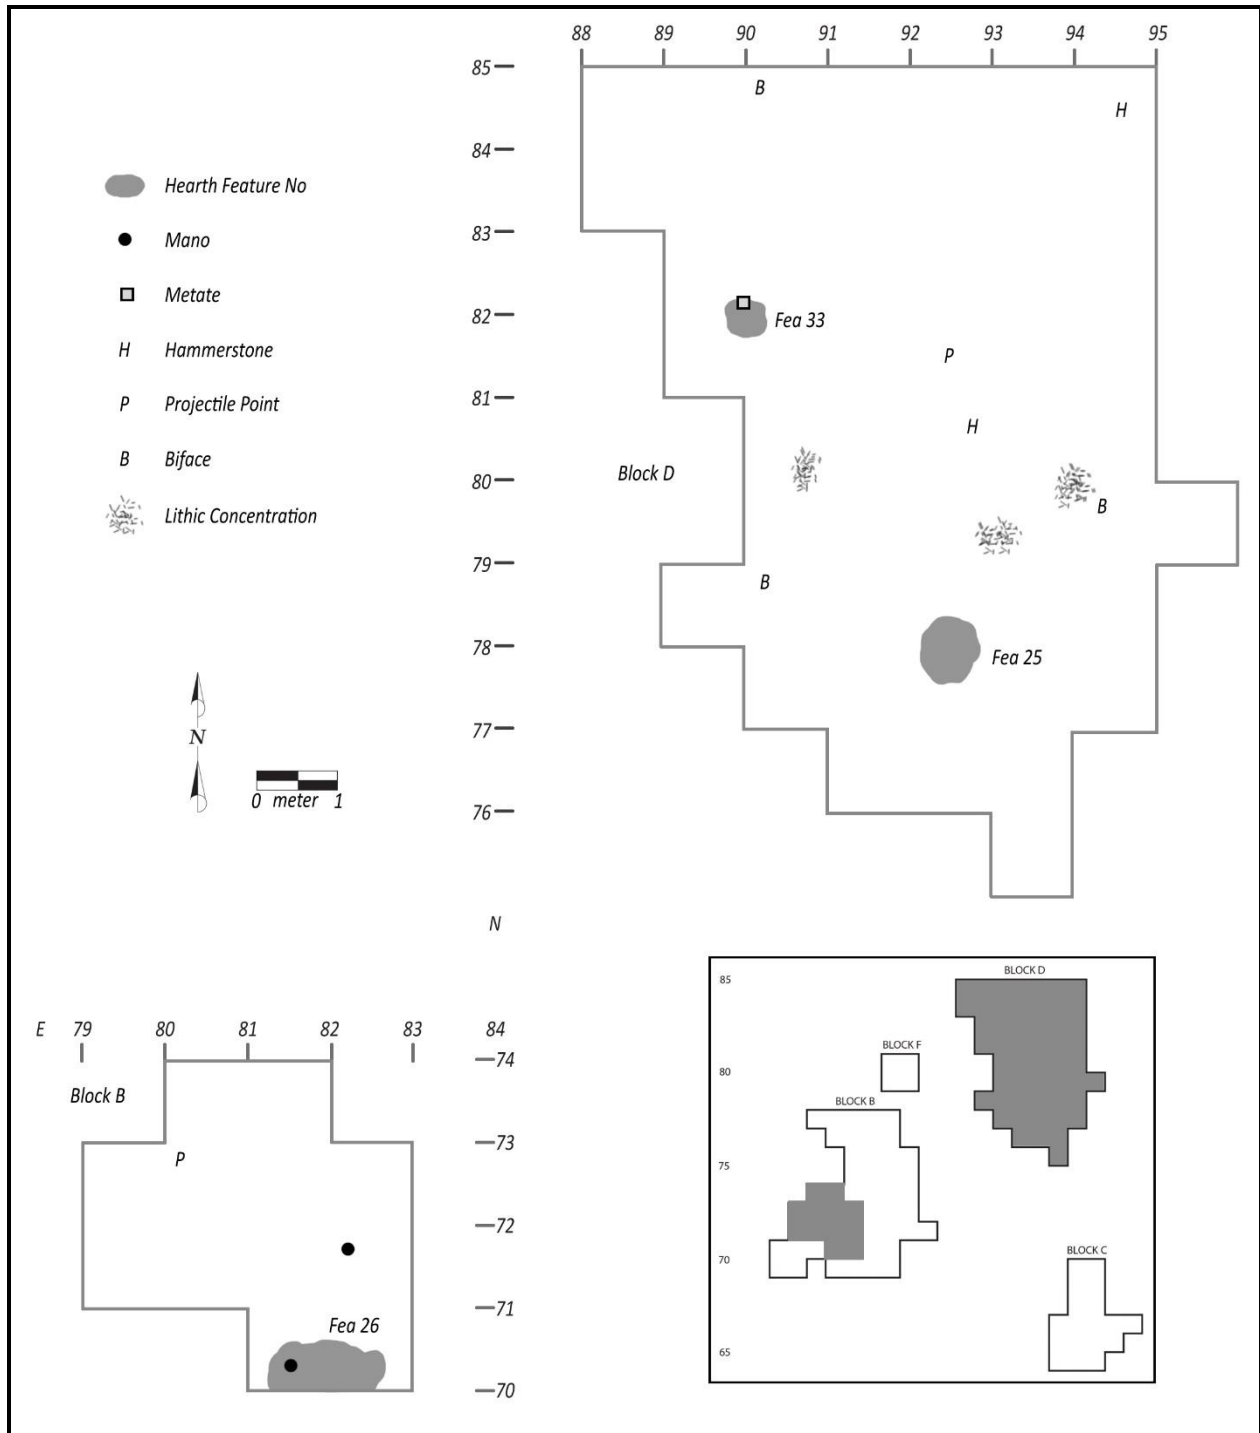 88 89 90 91 92 93 94 95
85
B
H
84
Hearth Feature No
83
Mano
Metate
82
Fea 33
Hammerstone
P
81
Projectile Point
H
B Biface
80
Block D
B
Lithic Concentration
79
B
78
Fea 25
77
N
0 meter 1
76
N
E 79 80 81 82 83 84
74
Block B
73
P
72
71
Fea 26
70
BLOCK D
85
BLOCK F
80
BLOCK B
75
70
BLOCK C
65
H
P